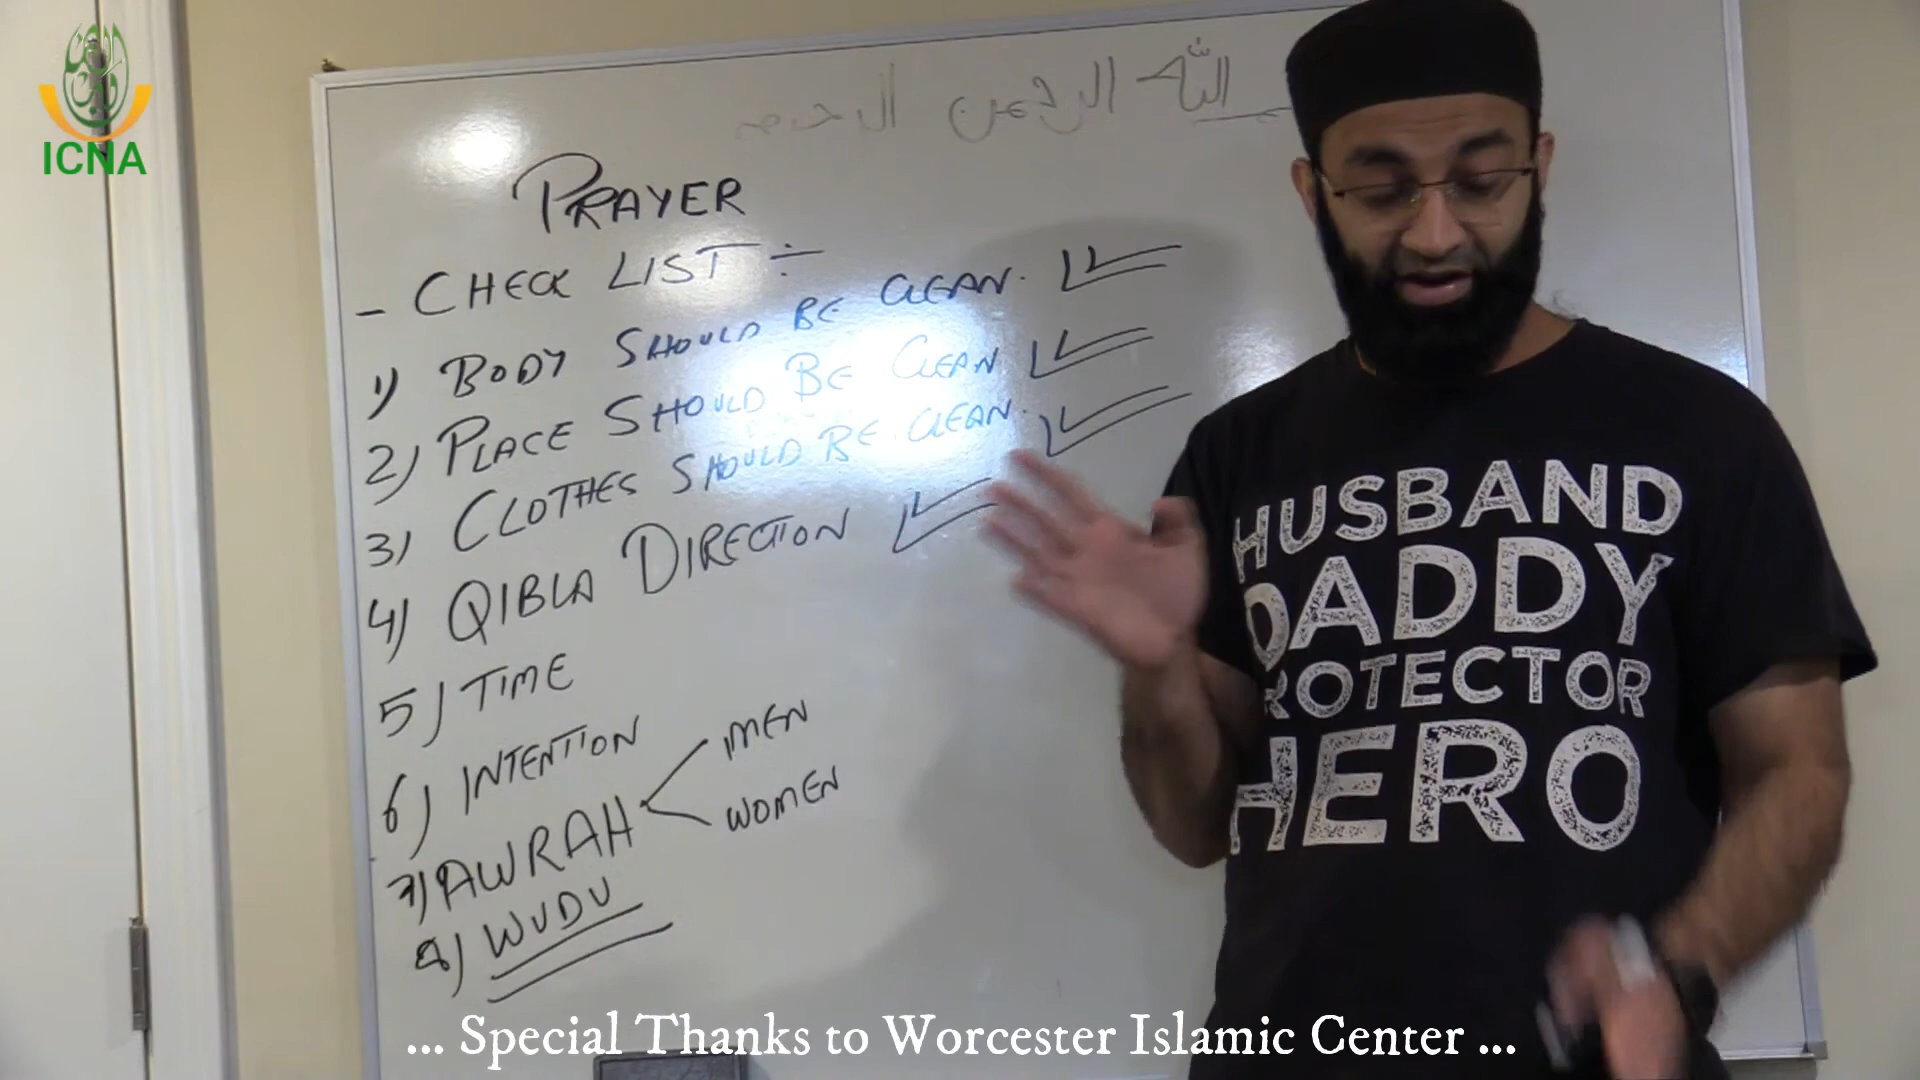 ICNA
الله الرحمن الرحيم
PRAYER
- CHECK LIST ÷
1) BODY SHOULD BE CLEAN.
2) PLACE SHOULD BE CLEAN
3) CLOTHES SHOULD BE CLEAN.
4) QIBLA DIRECTION
5) TIME
6) INTENTION
7) AWRAH
MEN
WOMEN
8) WUDU
HUSBAND
DADDY
ROTECTOR
HERO
... Special Thanks to Worcester Islamic Center ...